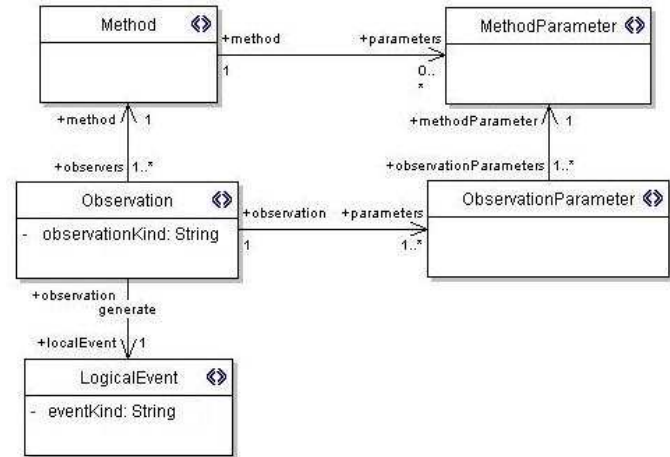 Method
MethodParameter
+method
+parameters
1
0..
*
+method
1
+methodParameter
1
+observers
1..*
+observationParameters
1..*
Observation
ObservationParameter
- observationKind: String
+observation
+parameters
1
1..*
+observation
generate
+localEvent
1
LogicalEvent
- eventKind: String